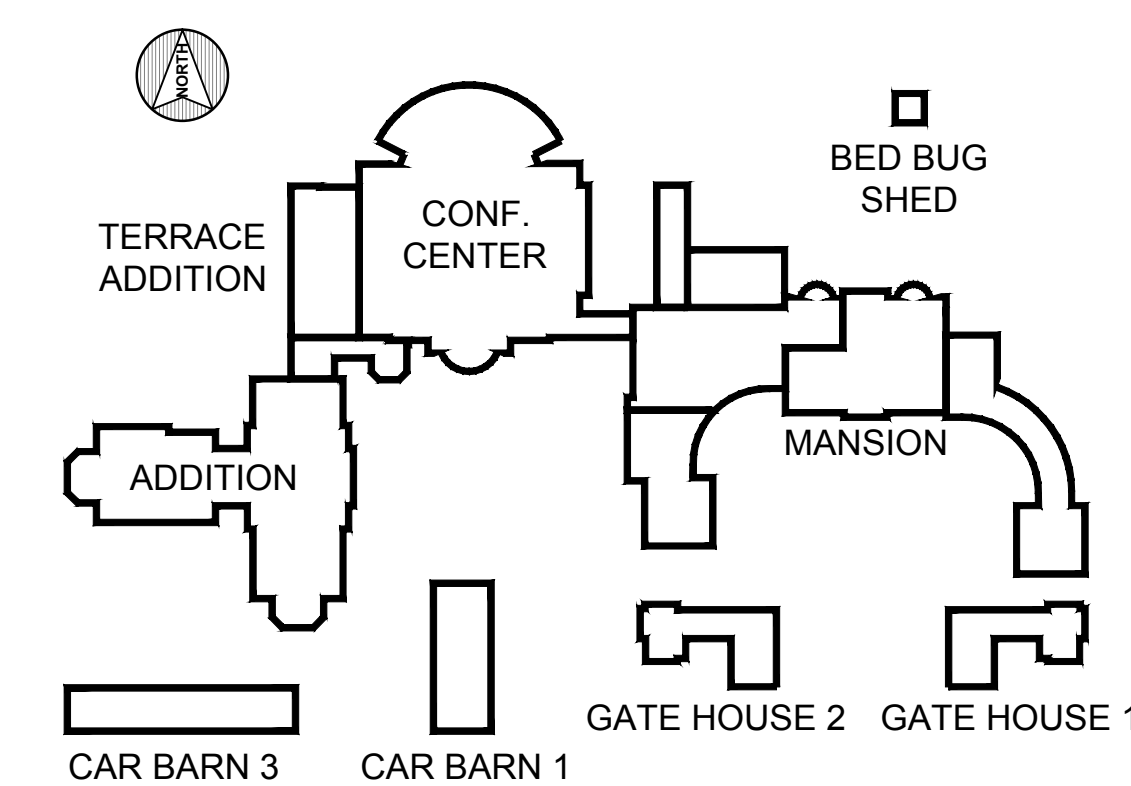 NORTH
BED BUG
SHED
CONF.
CENTER
TERRACE
ADDITION
MANSION
ADDITION
GATE HOUSE 2
GATE HOUSE 1
CAR BARN 3
CAR BARN 1